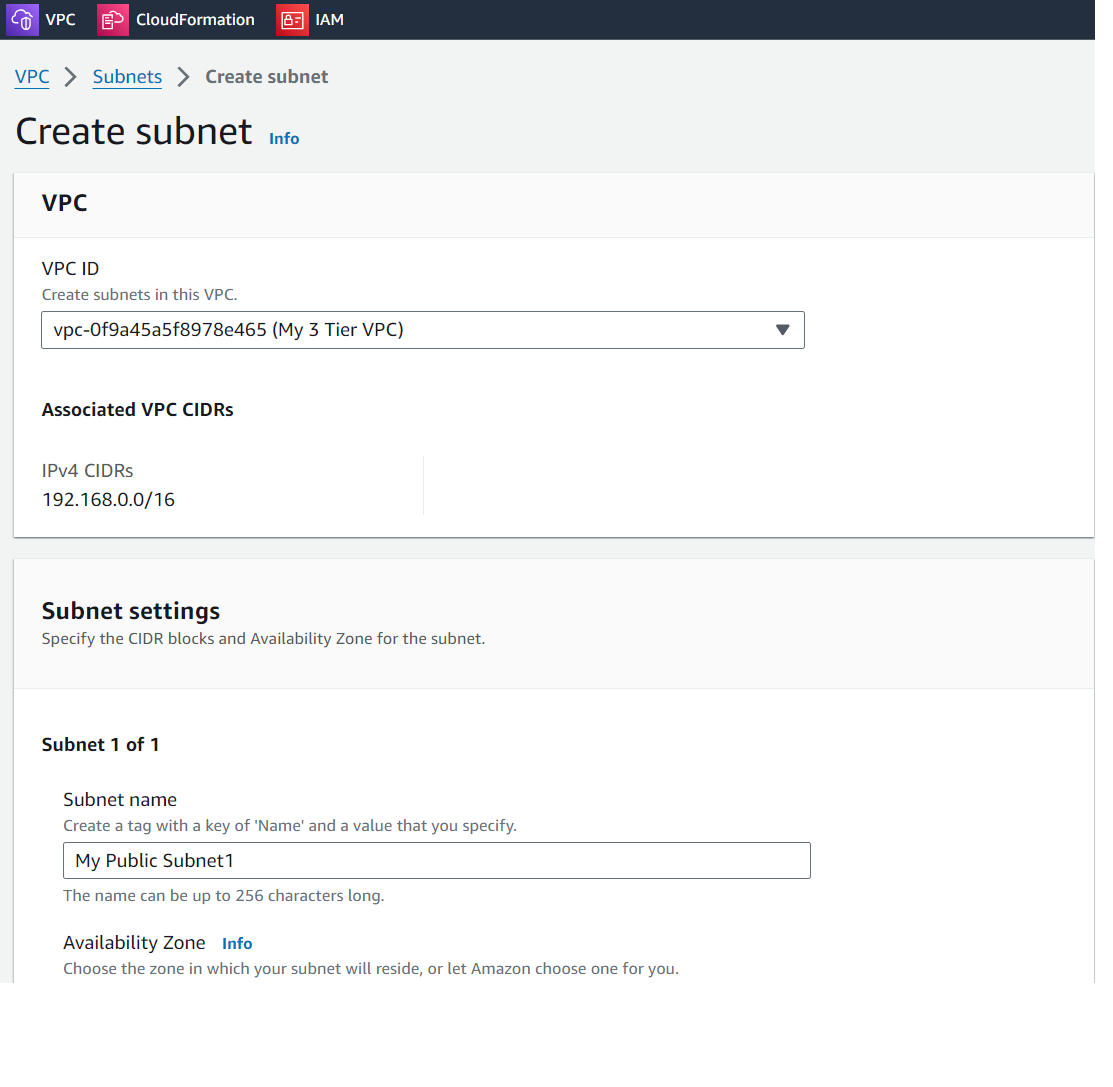 VPC CloudFormation IAM
VPC > Subnets > Create subnet
Create subnet Info
VPC
VPC ID
Create subnets in this VPC.
vpc-0f9a45a5f8978e465 (My 3 Tier VPC)
Associated VPC CIDRs
IPv4 CIDRs
192.168.0.0/16
Subnet settings
Specify the CIDR blocks and Availability Zone for the subnet.
Subnet 1 of 1
Subnet name
Create a tag with a key of 'Name' and a value that you specify.
My Public Subnet1
The name can be up to 256 characters long.
Availability Zone Info
Choose the zone in which your subnet will reside, or let Amazon choose one for you.